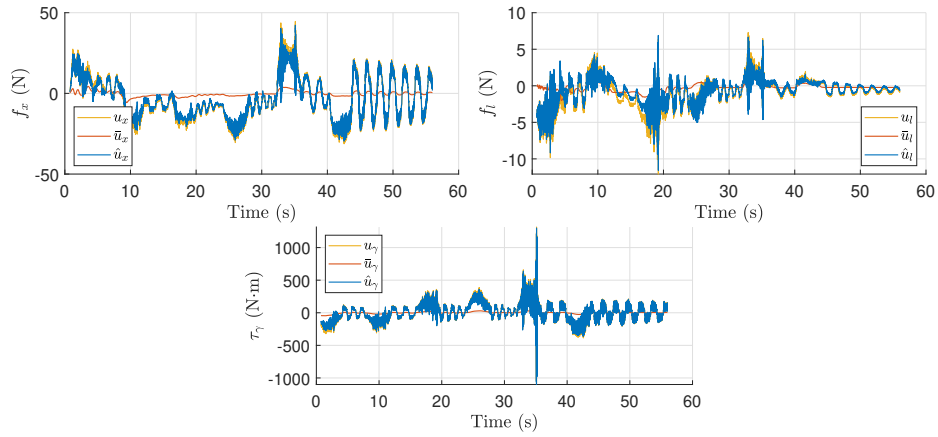 50
0
-50
f_x (N)
u_x
ū_x
û_x
0 10 20 30 40 50 60
Time (s)
10
5
0
-5
-10
f_l (N)
u_l
ū_l
û_l
0 10 20 30 40 50 60
Time (s)
1000
500
0
-500
-1000
τ_γ (N·m)
u_γ
ū_γ
û_γ
0 10 20 30 40 50 60
Time (s)